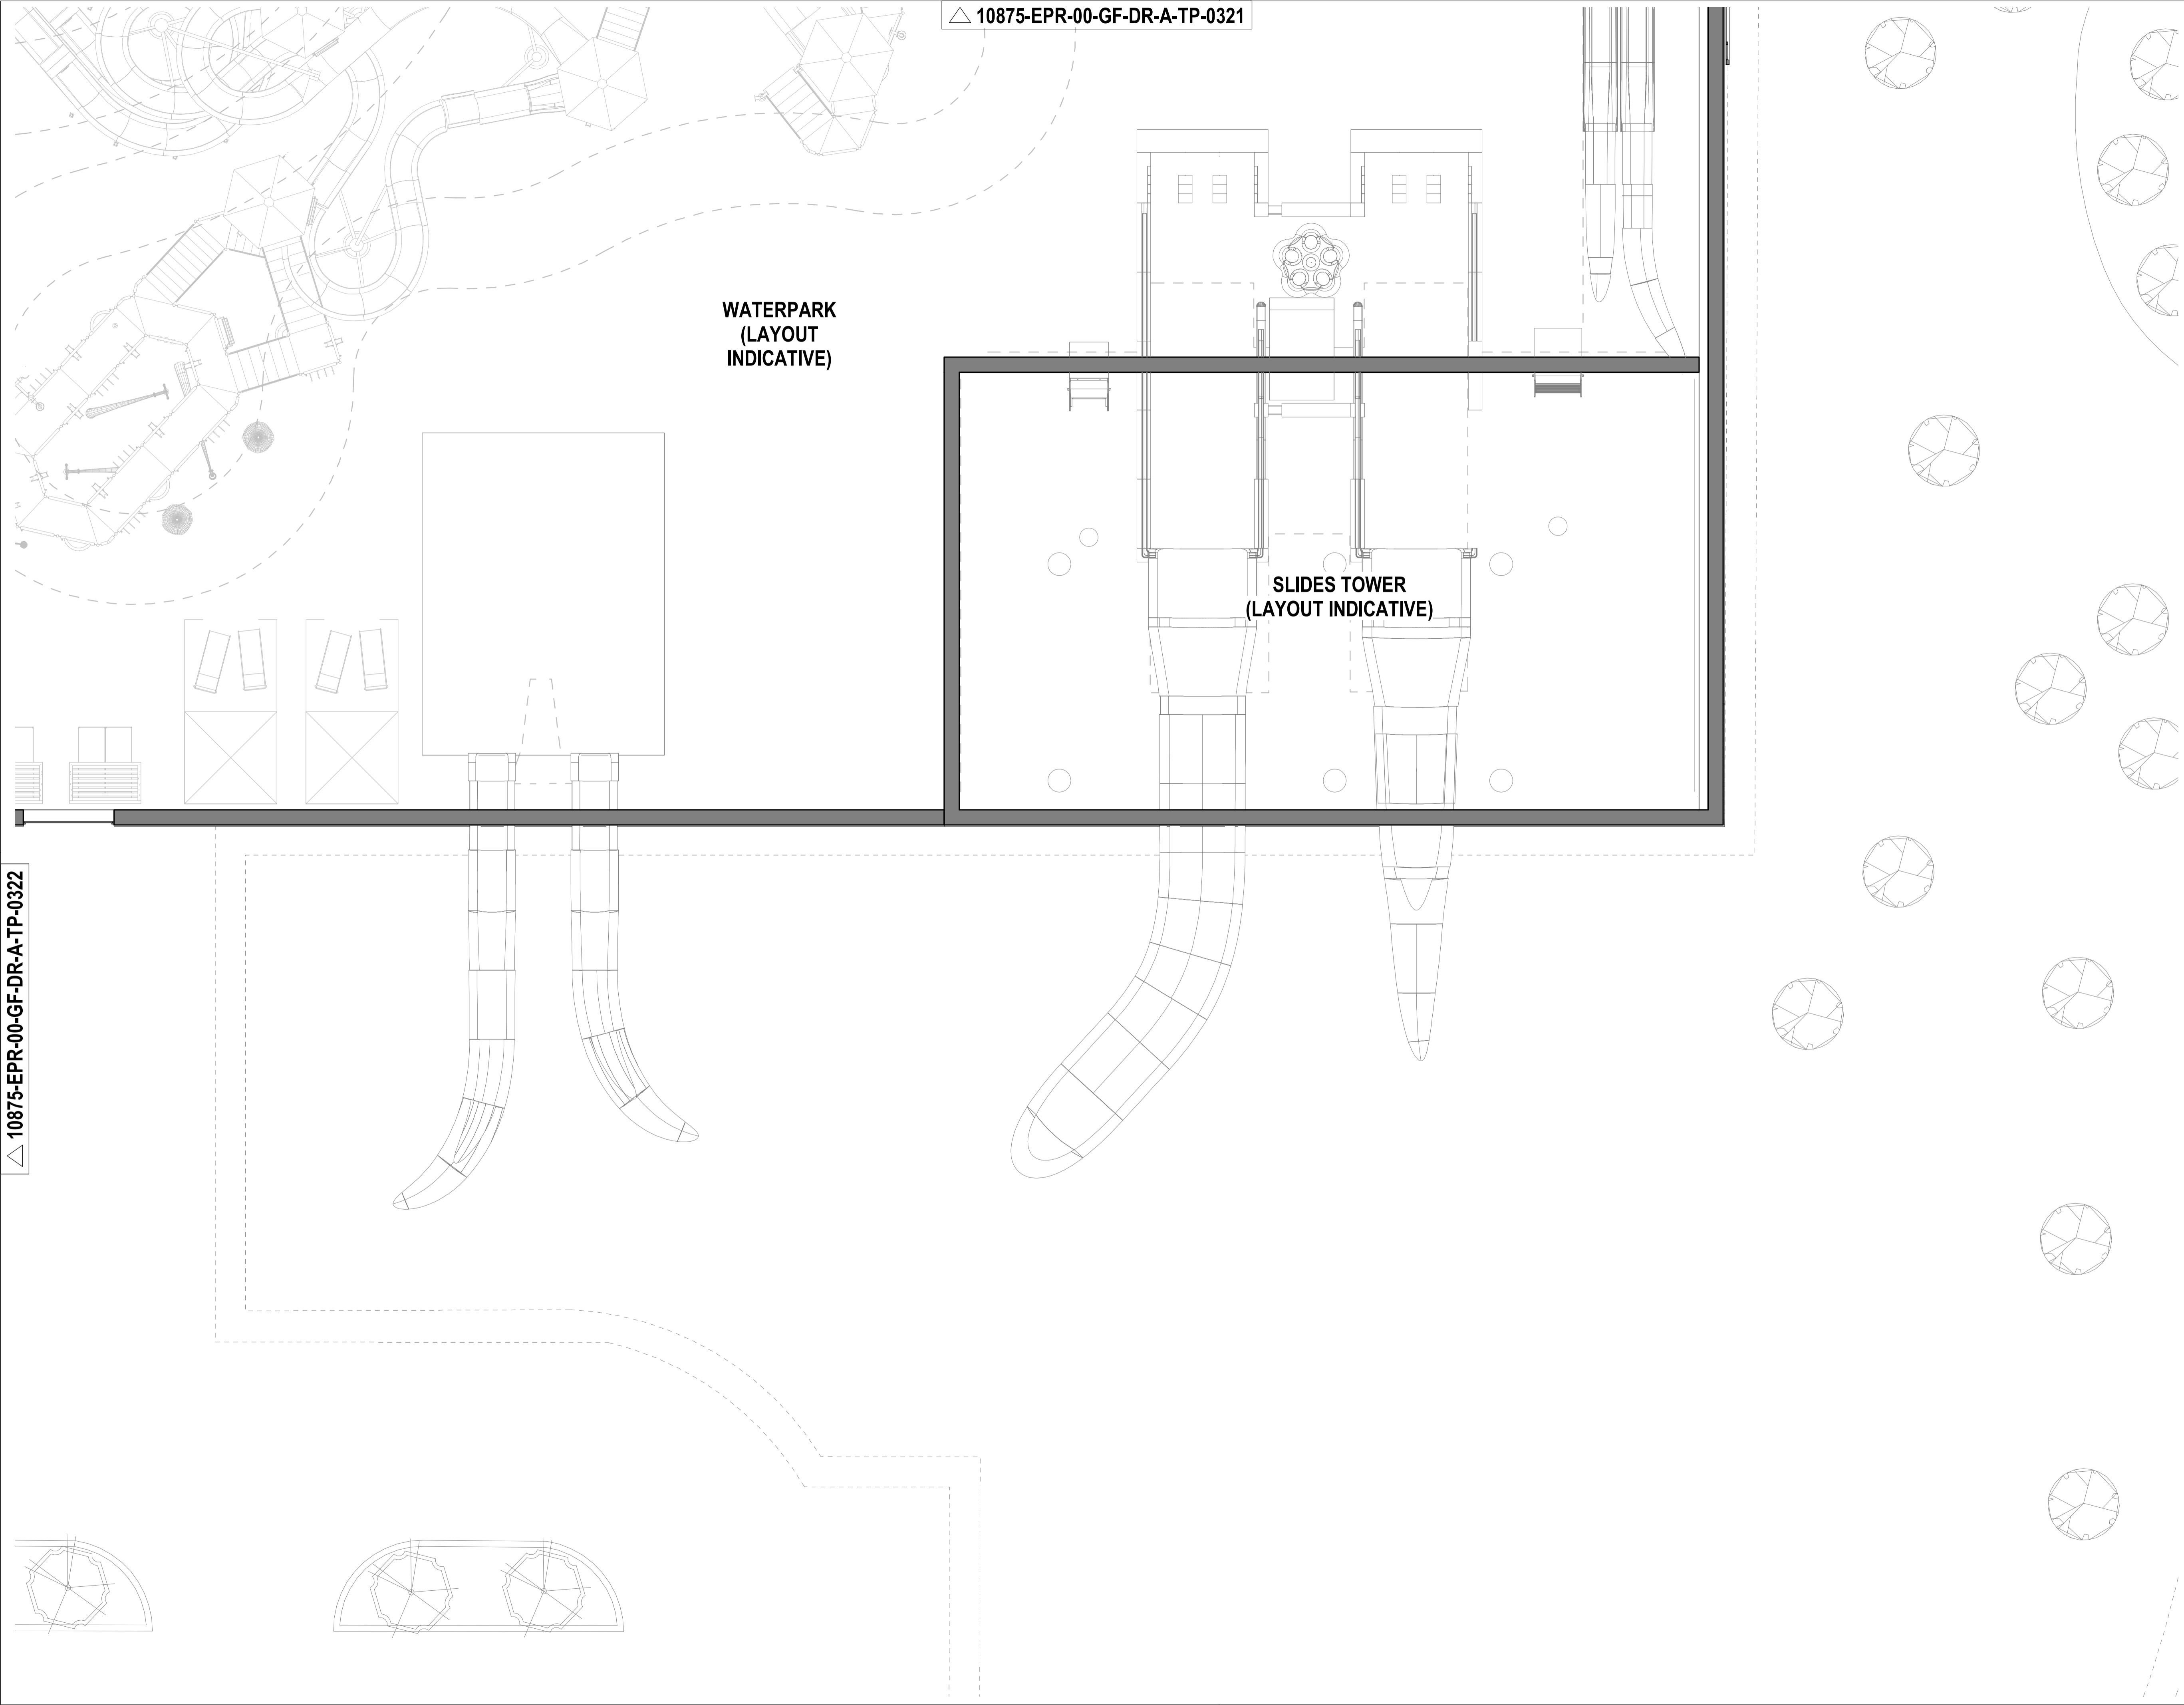 △ 10875-EPR-00-GF-DR-A-TP-0321
WATERPARK
(LAYOUT
INDICATIVE)
SLIDES TOWER
(LAYOUT INDICATIVE)
△ 10875-EPR-00-GF-DR-A-TP-0322